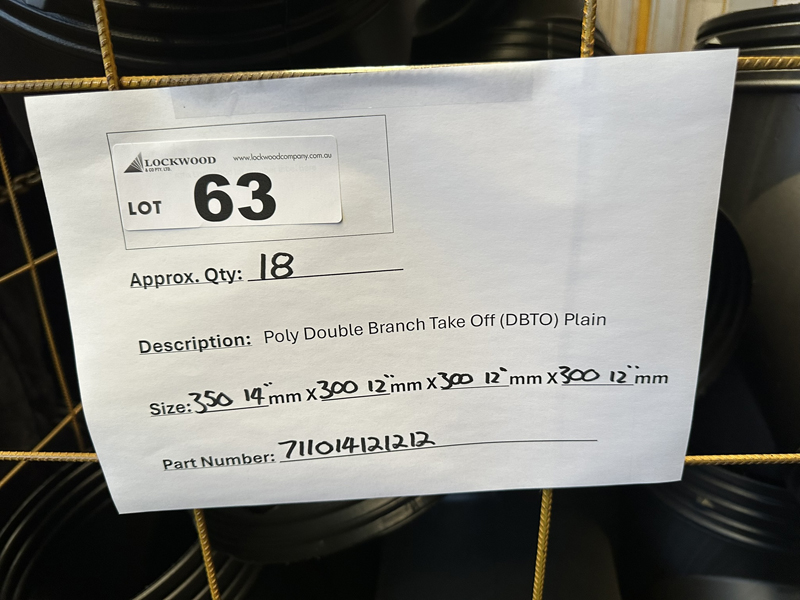 LOCKWOOD www.lockwoodcompany.com.au
& CO PTY. LTD.
LOT 63
Approx. Qty: 18
Description: Poly Double Branch Take Off (DBTO) Plain
Size: 350 14"mm X 300 12"mm X 300 12"mm X 300 12"mm
Part Number: 711014121212